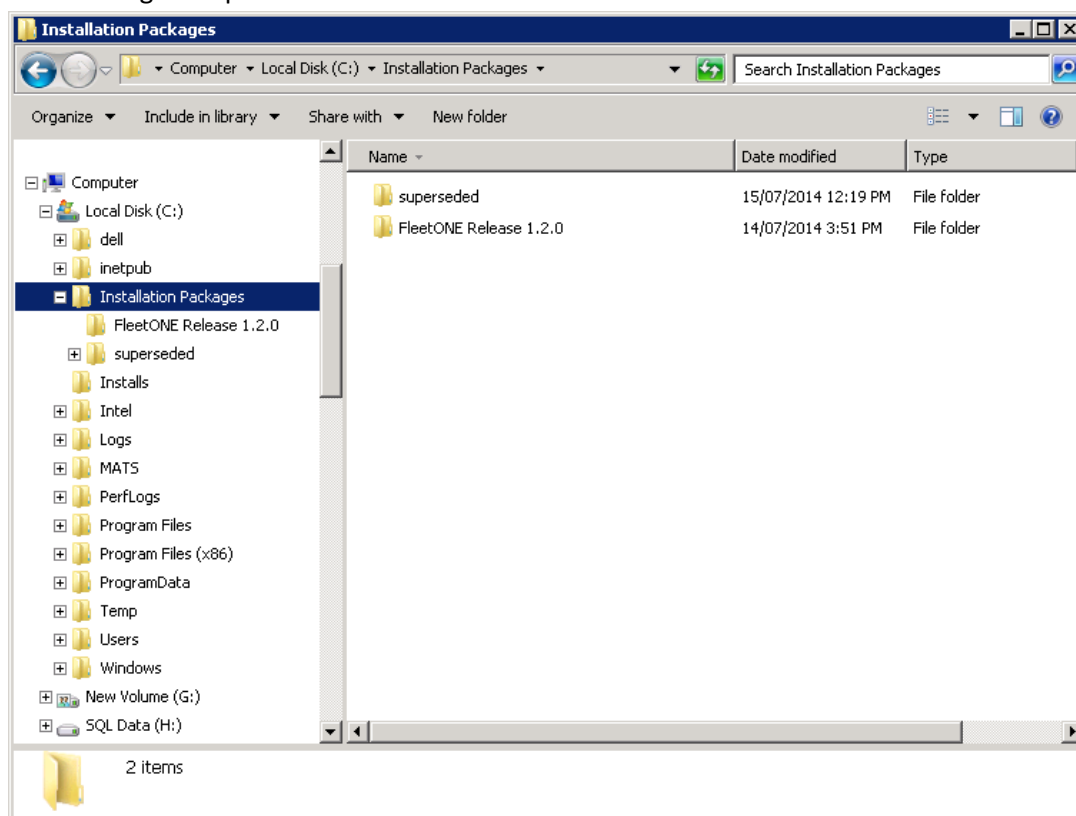 Installation Packages
Computer Local Disk (C:) Installation Packages Search Installation Packages
Organize Include in library Share with New folder
Name Date modified Type
Computer
Local Disk (C:)
dell
inetpub
Installation Packages
FleetONE Release 1.2.0
superseded
Installs
Intel
Logs
MATS
PerfLogs
Program Files
Program Files (x86)
ProgramData
Temp
Users
Windows
New Volume (G:)
SQL Data (H:)
superseded 15/07/2014 12:19 PM File folder
FleetONE Release 1.2.0 14/07/2014 3:51 PM File folder
2 items